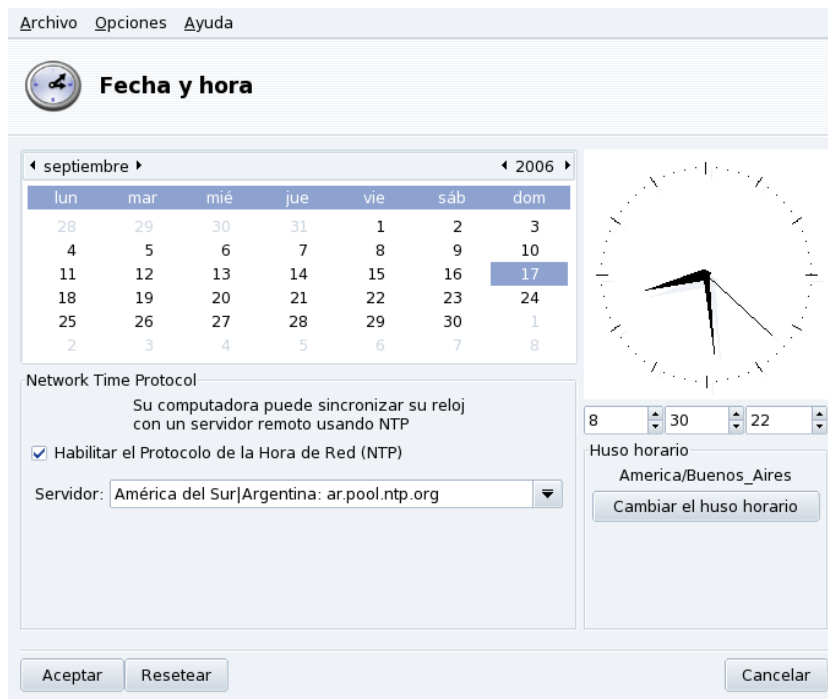 Archivo Opciones Ayuda
Fecha y hora
septiembre 2006
lun mar mié jue vie sáb dom
28 29 30 31 1 2 3
4 5 6 7 8 9 10
11 12 13 14 15 16 17
18 19 20 21 22 23 24
25 26 27 28 29 30 1
2 3 4 5 6 7 8
Network Time Protocol
Su computadora puede sincronizar su reloj
con un servidor remoto usando NTP
Habilitar el Protocolo de la Hora de Red (NTP)
Servidor: América del Sur|Argentina: ar.pool.ntp.org
8 30 22
Huso horario
America/Buenos_Aires
Cambiar el huso horario
Aceptar Resetear Cancelar